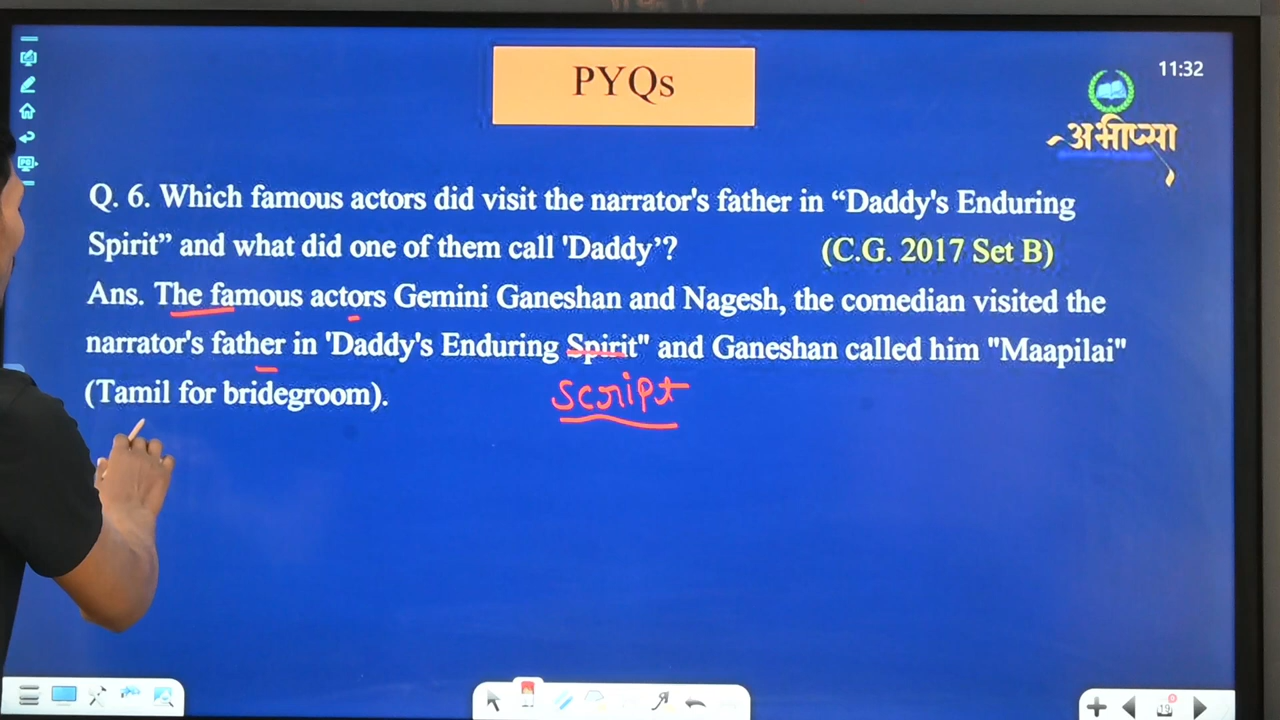 PYQs
11:32
अभीप्सा
Q. 6. Which famous actors did visit the narrator's father in “Daddy's Enduring
Spirit” and what did one of them call 'Daddy’? (C.G. 2017 Set B)
Ans. The famous actors Gemini Ganeshan and Nagesh, the comedian visited the
narrator's father in 'Daddy's Enduring Spirit" and Ganeshan called him "Maapilai"
(Tamil for bridegroom).
script
19